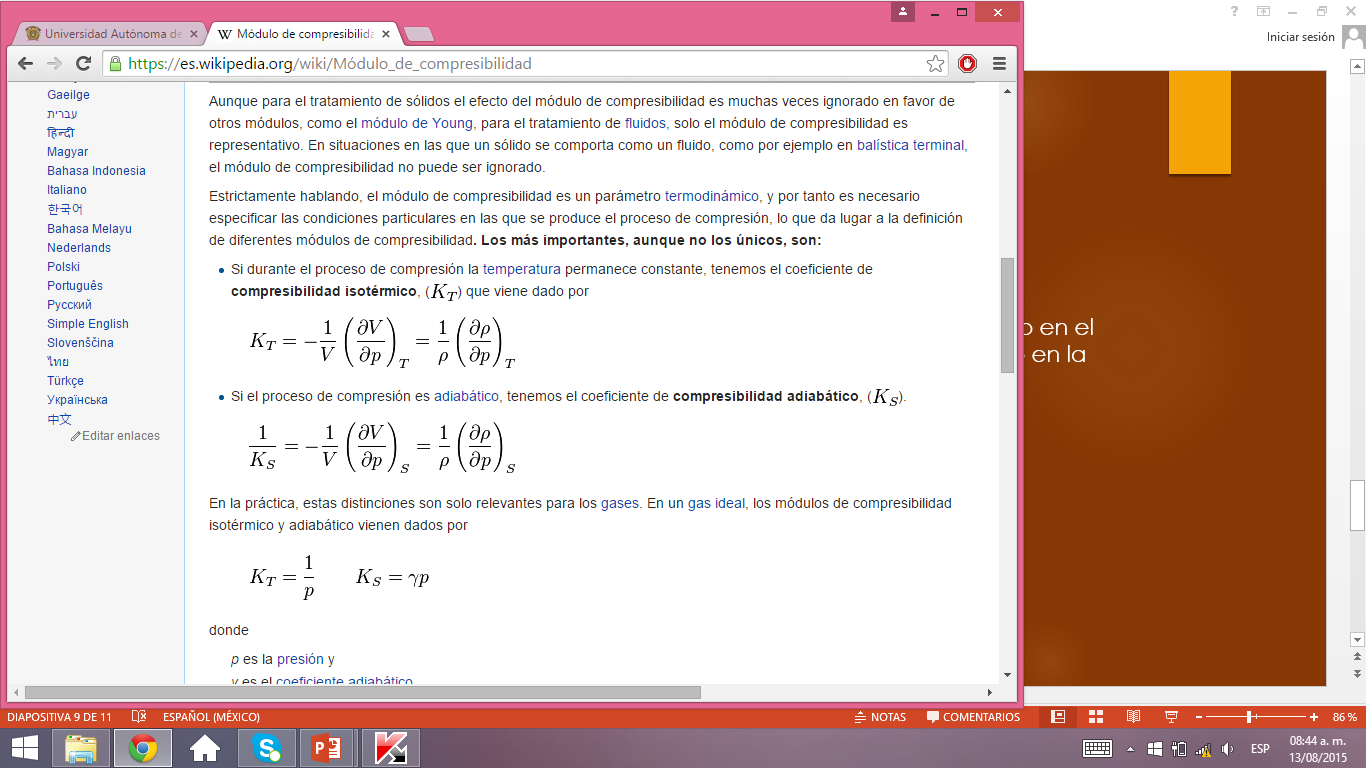 Universidad Autónoma de
Módulo de compresibilida
Iniciar sesión
https://es.wikipedia.org/wiki/Módulo_de_compresibilidad
Gaeilge
עברית
हिन्दी
Magyar
Bahasa Indonesia
Italiano
한국어
Bahasa Melayu
Nederlands
Polski
Português
Русский
Simple English
Slovenščina
ไทย
Türkçe
Українська
中文
Editar enlaces
Aunque para el tratamiento de sólidos el efecto del módulo de compresibilidad es muchas veces ignorado en favor de
otros módulos, como el módulo de Young, para el tratamiento de fluidos, solo el módulo de compresibilidad es
representativo. En situaciones en las que un sólido se comporta como un fluido, como por ejemplo en balística terminal,
el módulo de compresibilidad no puede ser ignorado.
Estrictamente hablando, el módulo de compresibilidad es un parámetro termodinámico, y por tanto es necesario
especificar las condiciones particulares en las que se produce el proceso de compresión, lo que da lugar a la definición
de diferentes módulos de compresibilidad. Los más importantes, aunque no los únicos, son:
• Si durante el proceso de compresión la temperatura permanece constante, tenemos el coeficiente de
compresibilidad isotérmico, (K_T) que viene dado por
K_T = −1/V (∂V/∂p)_T = 1/ρ (∂ρ/∂p)_T
• Si el proceso de compresión es adiabático, tenemos el coeficiente de compresibilidad adiabático, (K_S).
1/K_S = −1/V (∂V/∂p)_S = 1/ρ (∂ρ/∂p)_S
En la práctica, estas distinciones son solo relevantes para los gases. En un gas ideal, los módulos de compresibilidad
isotérmico y adiabático vienen dados por
K_T = 1/p K_S = γp
donde
p es la presión y
γ es el coeficiente adiabático
en el
en la
DIAPOSITIVA 9 DE 11
ESPAÑOL (MÉXICO)
NOTAS
COMENTARIOS
86 %
ESP
08:44 a. m.
13/08/2015